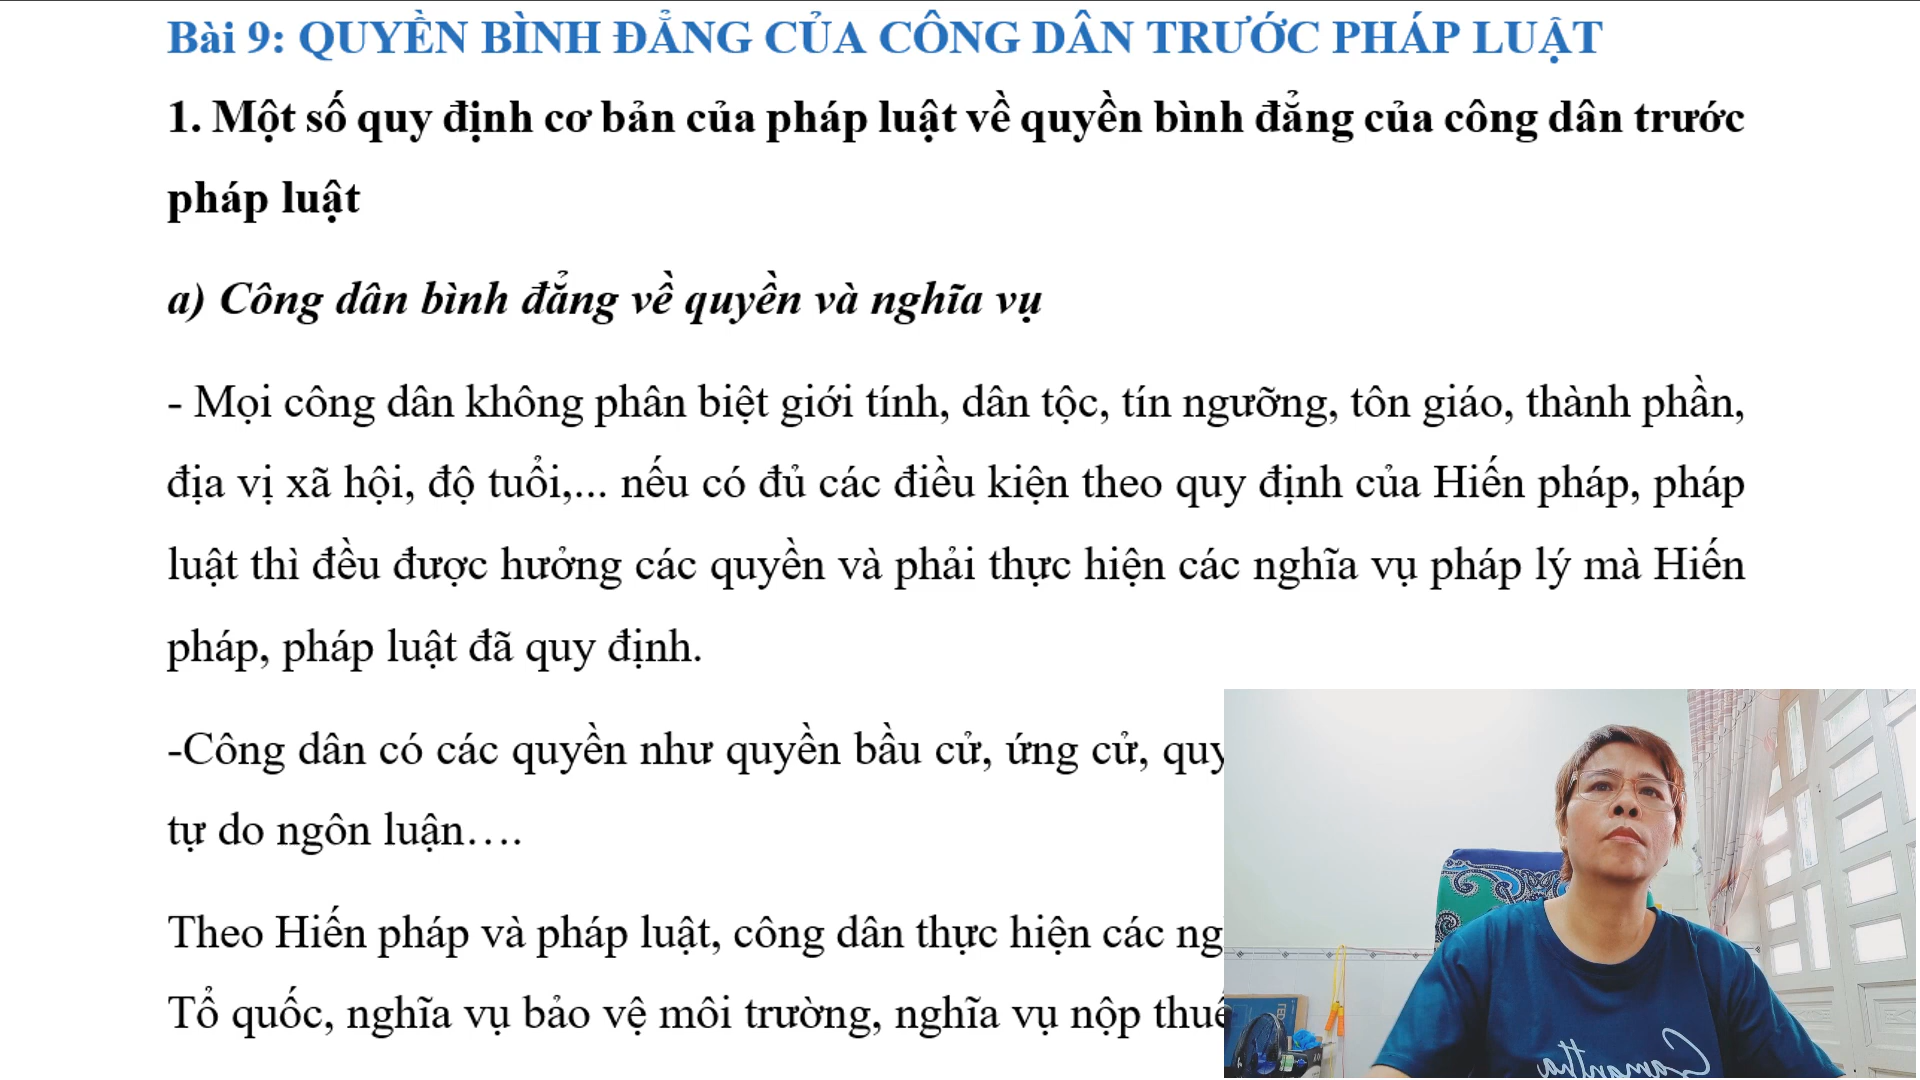 Bài 9: QUYỀN BÌNH ĐẲNG CỦA CÔNG DÂN TRƯỚC PHÁP LUẬT
1. Một số quy định cơ bản của pháp luật về quyền bình đẳng của công dân trước
pháp luật
a) Công dân bình đẳng về quyền và nghĩa vụ
- Mọi công dân không phân biệt giới tính, dân tộc, tín ngưỡng, tôn giáo, thành phần,
địa vị xã hội, độ tuổi,... nếu có đủ các điều kiện theo quy định của Hiến pháp, pháp
luật thì đều được hưởng các quyền và phải thực hiện các nghĩa vụ pháp lý mà Hiến
pháp, pháp luật đã quy định.
-Công dân có các quyền như quyền bầu cử, ứng cử, quy
tự do ngôn luận….
Theo Hiến pháp và pháp luật, công dân thực hiện các ng
Tổ quốc, nghĩa vụ bảo vệ môi trường, nghĩa vụ nộp thuế
Samantha